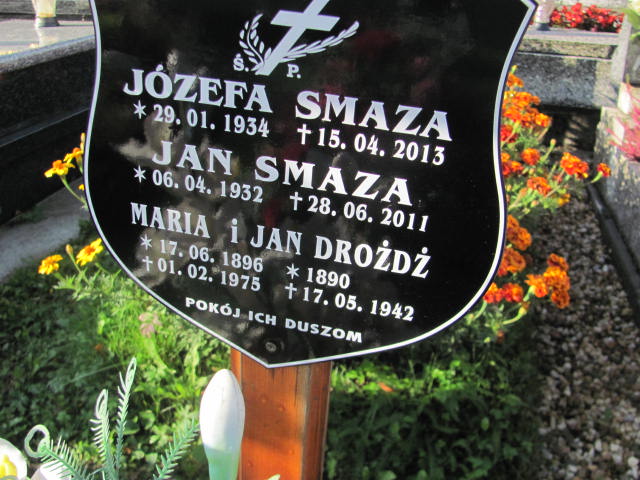 Ś. P.
JÓZEFA SMAZA
* 29. 01. 1934 † 15. 04. 2013
JAN SMAZA
* 06. 04. 1932 † 28. 06. 2011
MARIA i JAN DROŻDŻ
* 17. 06. 1896 * 1890
† 01. 02. 1975 † 17. 05. 1942
POKÓJ ICH DUSZOM